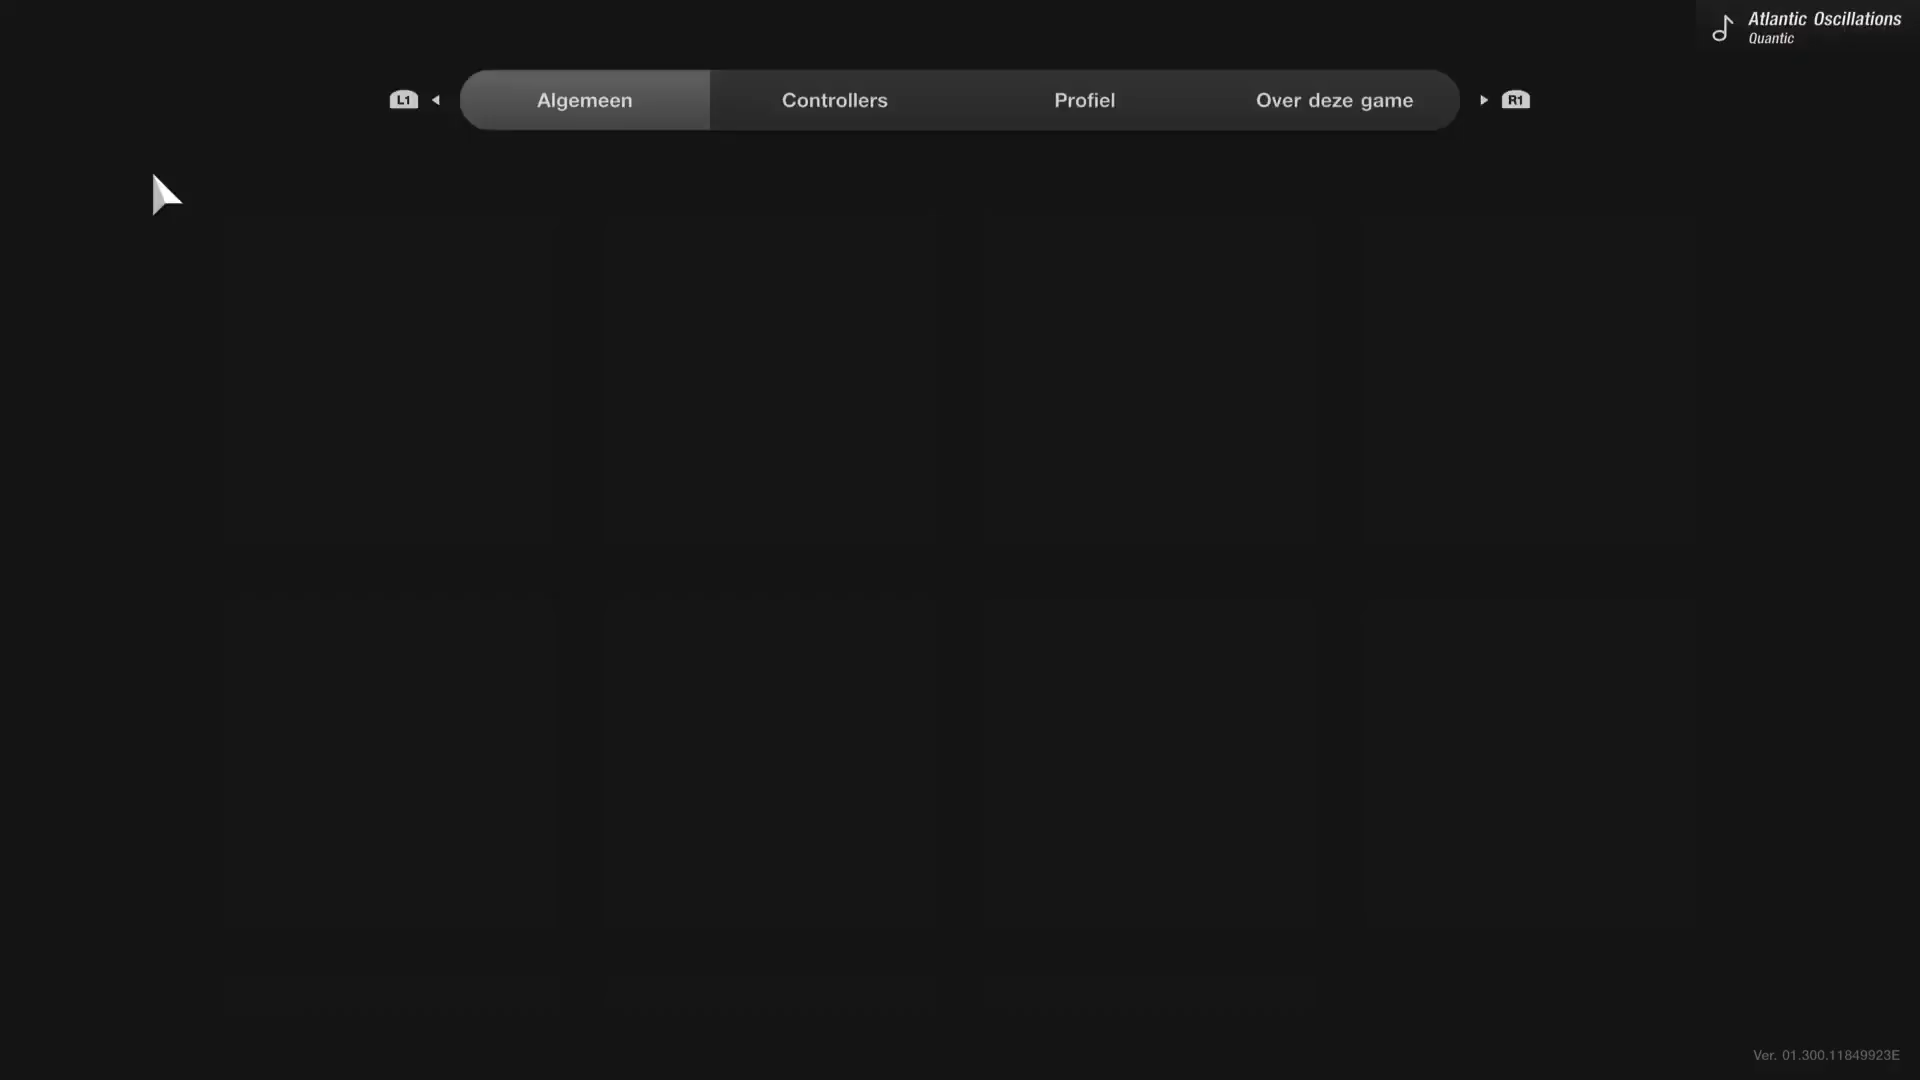 Atlantic Oscillations
Quantic
L1 Algemeen Controllers Profiel Over deze game R1
Ver. 01.300.11849923E